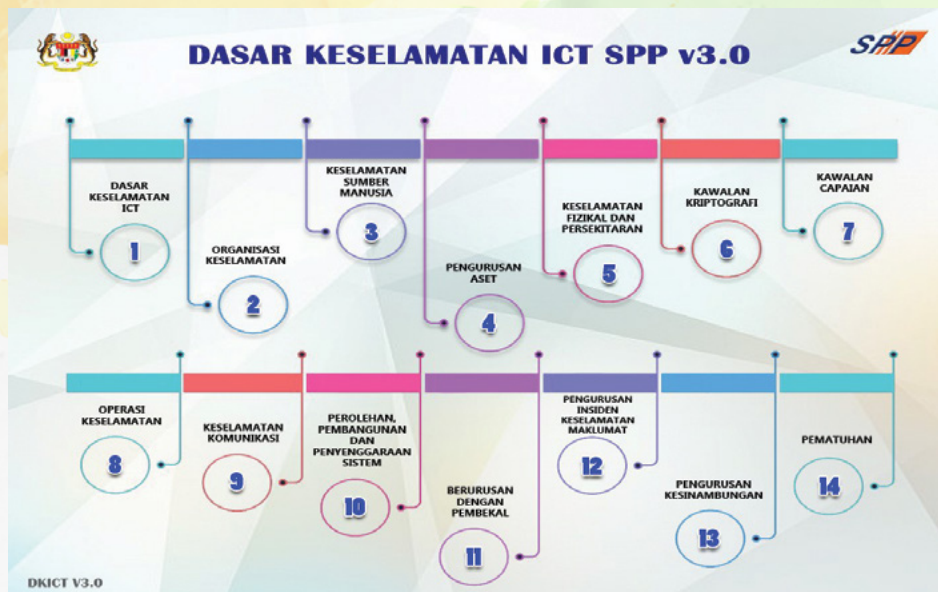 DASAR KESELAMATAN ICT SPP v3.0
SPP
DASAR
KESELAMATAN
ICT
1
ORGANISASI
KESELAMATAN
2
KESELAMATAN
SUMBER
MANUSIA
3
PENGURUSAN
ASET
4
KESELAMATAN
FIZIKAL DAN
PERSEKITARAN
5
KAWALAN
KRIPTOGRAFI
6
KAWALAN
CAPAIAN
7
OPERASI
KESELAMATAN
8
KESELAMATAN
KOMUNIKASI
9
PEROLEHAN,
PEMBANGUNAN
DAN
PENYENGGARAAN
SISTEM
10
BERURUSAN
DENGAN
PEMBEKAL
11
PENGURUSAN
INSIDEN
KESELAMATAN
MAKLUMAT
12
PENGURUSAN
KESINAMBUNGAN
13
PEMATUHAN
14
DKICT V3.0